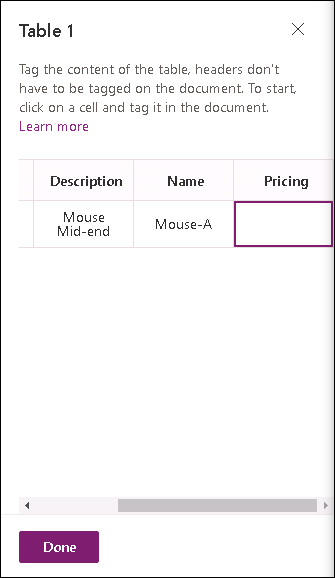 Table 1
Tag the content of the table, headers don't
have to be tagged on the document. To start,
click on a cell and tag it in the document.
Learn more
Description Name Pricing
Mouse
Mid-end Mouse-A
Done